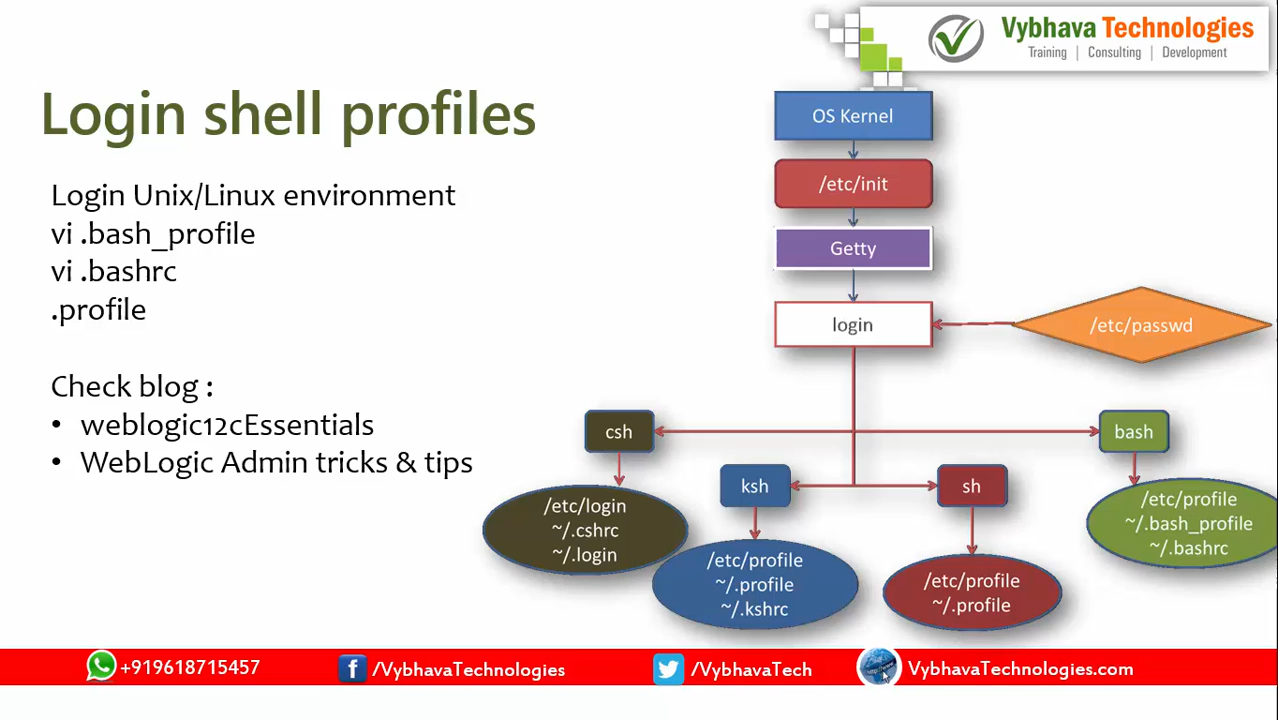 Vybhava Technologies
Training | Consulting | Development
Login shell profiles
Login Unix/Linux environment
vi .bash_profile
vi .bashrc
.profile
Check blog :
• weblogic12cEssentials
• WebLogic Admin tricks & tips
OS Kernel
/etc/init
Getty
login
/etc/passwd
csh
bash
ksh
sh
/etc/login
~/.cshrc
~/.login
/etc/profile
~/.profile
~/.kshrc
/etc/profile
~/.profile
/etc/profile
~/.bash_profile
~/.bashrc
+919618715457
/VybhavaTechnologies
/VybhavaTech
VybhavaTechnologies.com